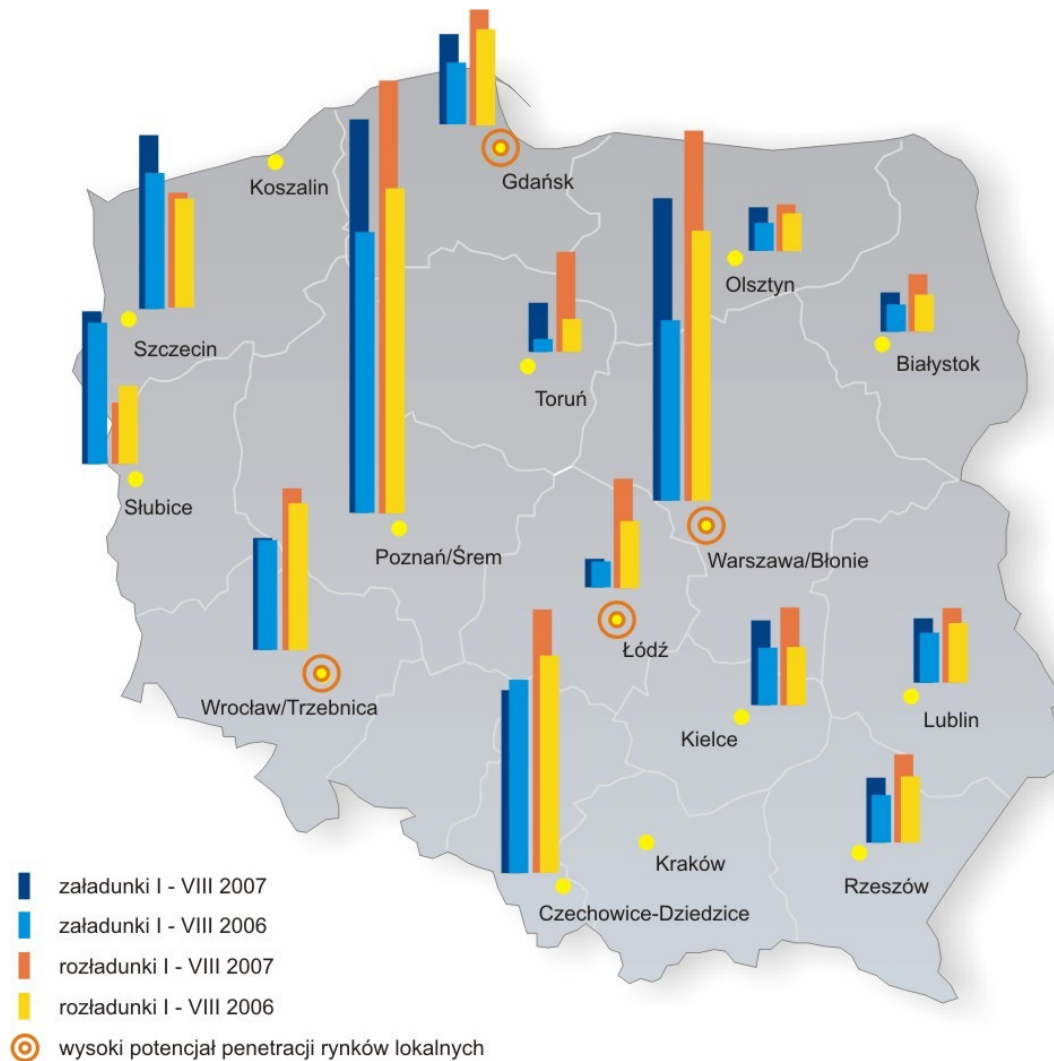 Koszalin
Gdańsk
Olsztyn
Szczecin
Białystok
Toruń
Słubice
Poznań/Śrem
Warszawa/Błonie
Łódź
Wrocław/Trzebnica
Lublin
Kielce
Kraków
Rzeszów
Czechowice-Dziedzice
załadunki I - VIII 2007
załadunki I - VIII 2006
rozładunki I - VIII 2007
rozładunki I - VIII 2006
wysoki potencjał penetracji rynków lokalnych